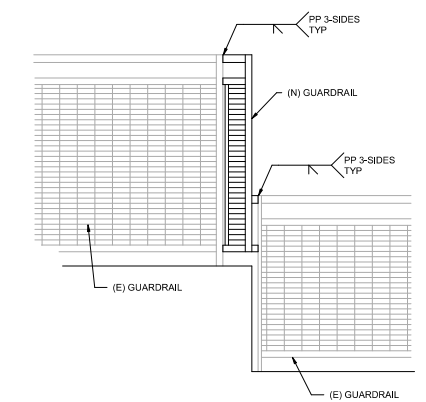 PP 3-SIDES
TYP
(N) GUARDRAIL
PP 3-SIDES
TYP
(E) GUARDRAIL
(E) GUARDRAIL